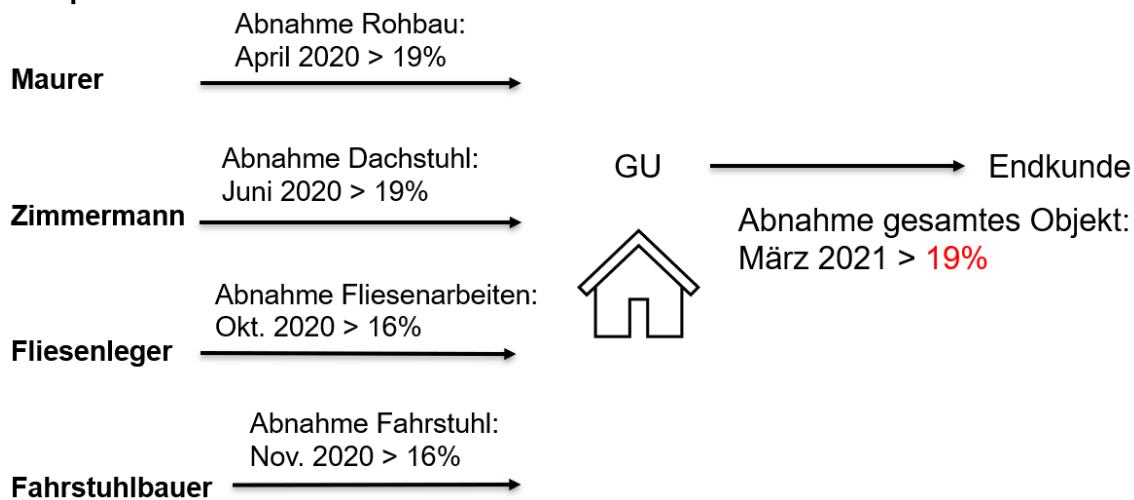 Abnahme Rohbau:
April 2020 > 19%
Maurer
Abnahme Dachstuhl:
Juni 2020 > 19%
Zimmermann
GU
Endkunde
Abnahme gesamtes Objekt:
März 2021 > 19%
Abnahme Fliesenarbeiten:
Okt. 2020 > 16%
Fliesenleger
Abnahme Fahrstuhl:
Nov. 2020 > 16%
Fahrstuhlbauer